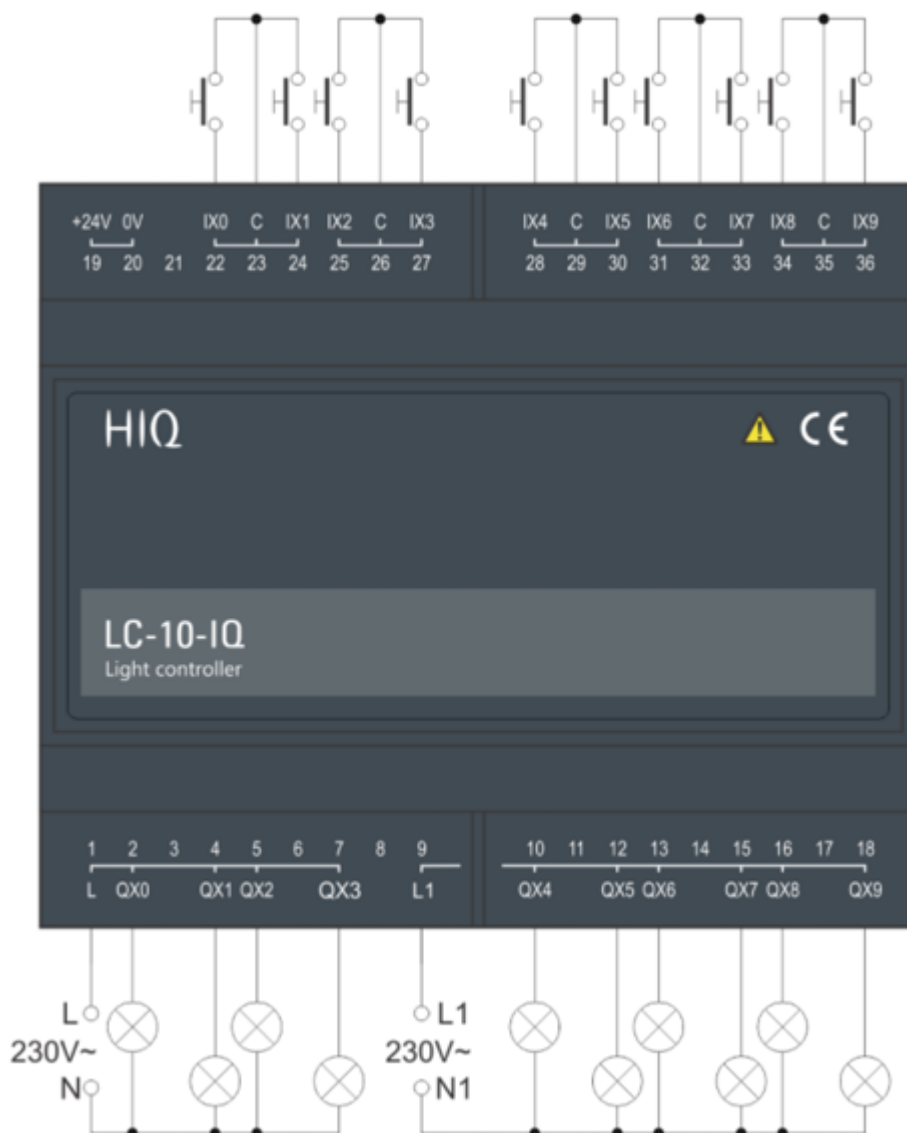 +24V 0V IX0 C IX1 IX2 C IX3 IX4 C IX5 IX6 C IX7 IX8 C IX9
19 20 21 22 23 24 25 26 27 28 29 30 31 32 33 34 35 36
HIQ CE
LC-10-IQ
Light controller
1 2 3 4 5 6 7 8 9 10 11 12 13 14 15 16 17 18
L QX0 QX1 QX2 QX3 L1 QX4 QX5 QX6 QX7 QX8 QX9
L L1
230V~ 230V~
N N1